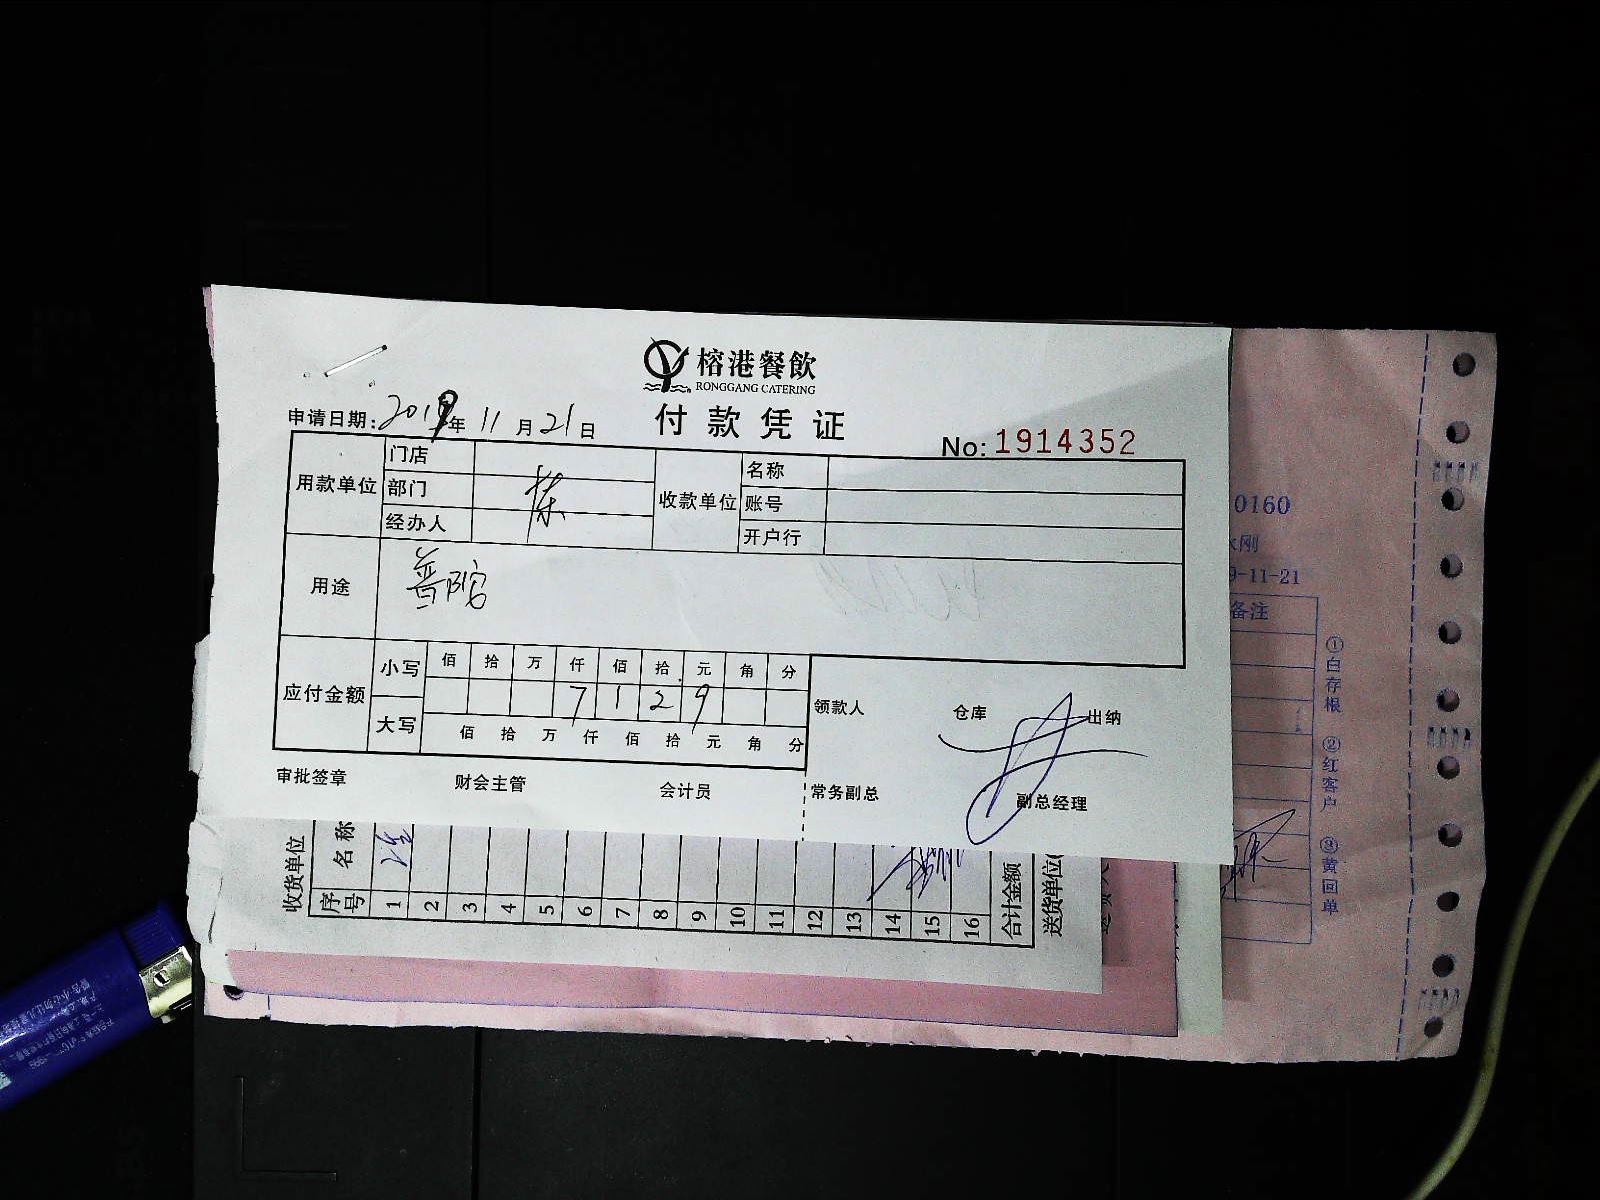 榕港餐飲
RONGGANG CATERING
付款凭证
申请日期:2019年11月21日
No:1914352
用款单位 门店 收款单位 名称
部门 陈 账号
经办人 开户行
用途 普陀
应付金额 小写 佰 拾 万 仟 佰 拾 元 角 分
7 1 2 9
大写 佰 拾 万 仟 佰 拾 元 角 分
领款人 仓库 出纳
审批签章 财会主管 会计员 常务副总 副总经理
收货单位
序号 名称
1
2
3
4
5
6
7
8
9
10
11
12
13
14
15
16
合计金额
送货单位(
0160
刚
9-11-21
备注
①白存根 ②红客户 ③黄回单